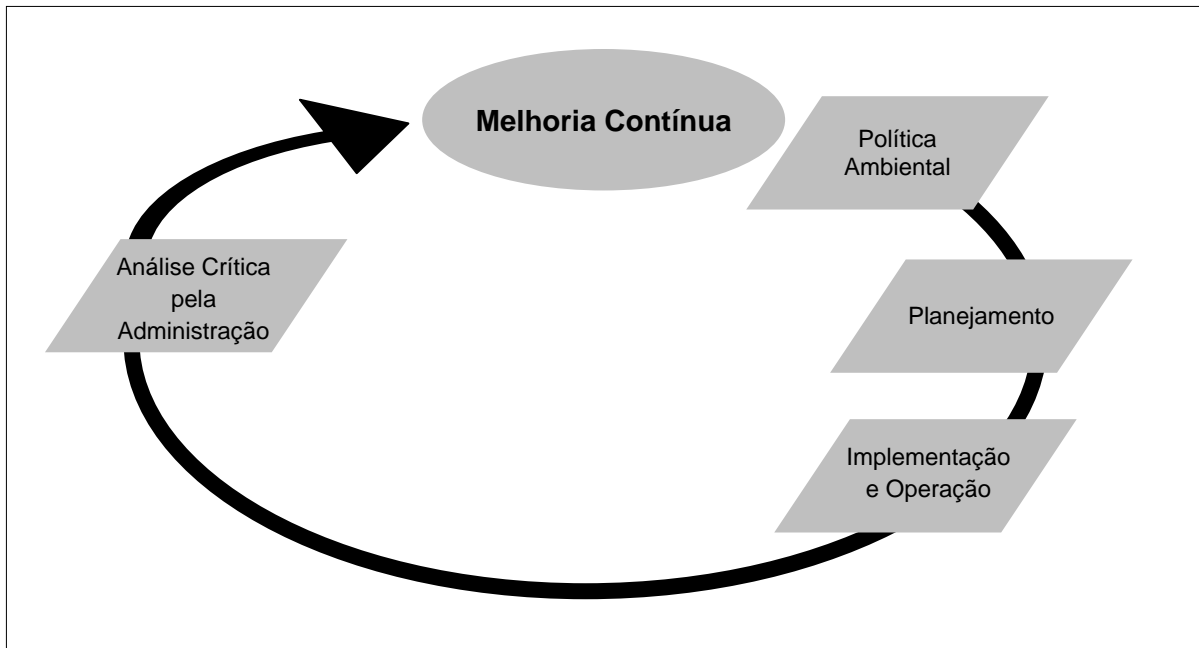 Melhoria Contínua
Política
Ambiental
Planejamento
Implementação
e Operação
Análise Crítica
pela
Administração